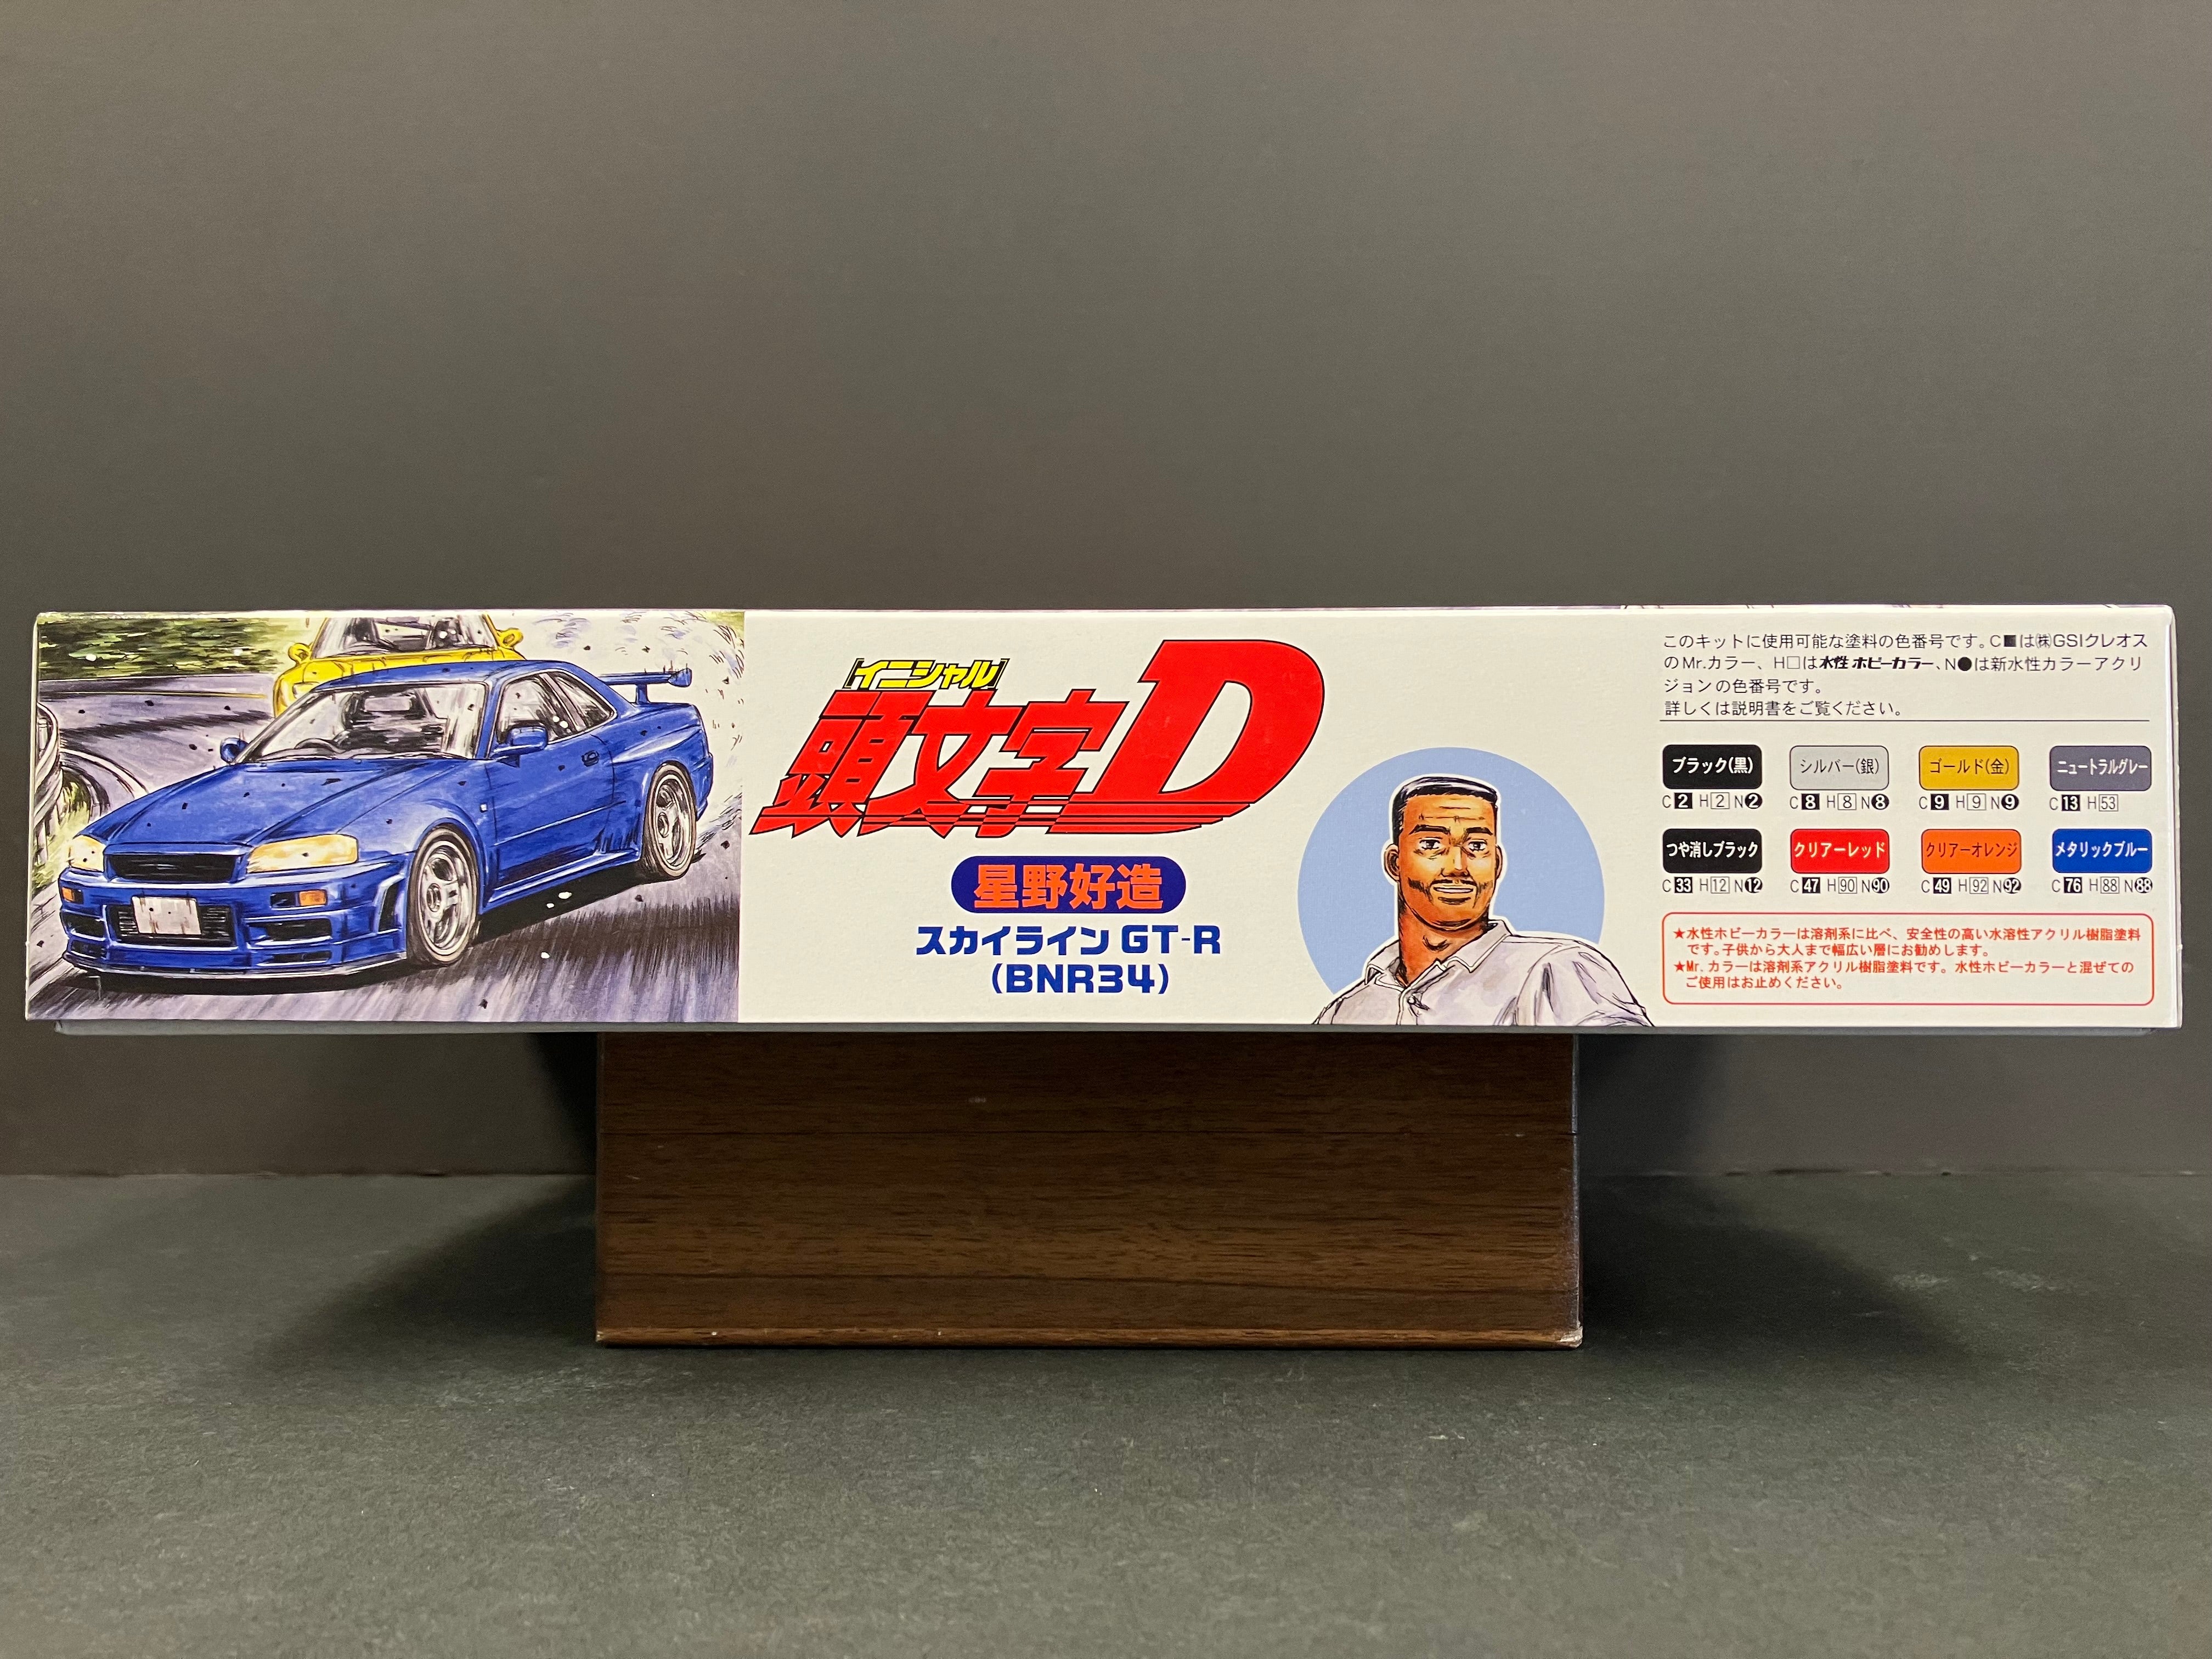 イニシャル
頭文字D
星野好造
スカイライン GT-R
(BNR34)
このキットに使用可能な塗料の色番号です。C■は㈱GSIクレオス
のMr.カラー、H□は水性ホビーカラー、N●は新水性カラーアクリ
ジョンの色番号です。
詳しくは説明書をご覧ください。
ブラック(黒) シルバー(銀) ゴールド(金) ニュートラルグレー
C2 H2 N2 C8 H8 N8 C9 H9 N9 C13 H53
つや消しブラック クリアーレッド クリアーオレンジ メタリックブルー
C33 H12 N12 C47 H90 N90 C49 H92 N92 C76 H88 N88
★水性ホビーカラーは溶剤系に比べ、安全性の高い水溶性アクリル樹脂塗料
です。子供から大人まで幅広い層にお勧めします。
★Mr.カラーは溶剤系アクリル樹脂塗料です。水性ホビーカラーと混ぜての
ご使用はお止めください。